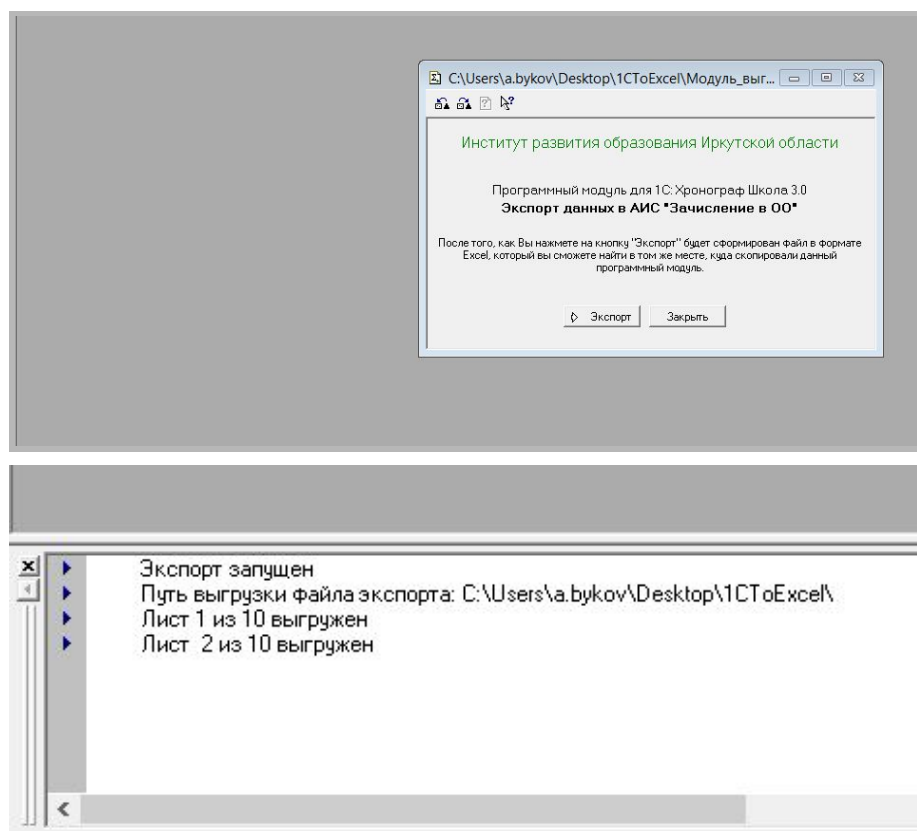 C:\Users\a.bykov\Desktop\1CToExcel\Модуль_выг...
Институт развития образования Иркутской области
Программный модуль для 1С:Хронограф Школа 3.0
Экспорт данных в АИС "Зачисление в ОО"
После того, как Вы нажмете на кнопку "Экспорт" будет сформирован файл в формате
Excel, который вы сможете найти в том же месте, куда скопировали данный
программный модуль.
Экспорт Закрыть
Экспорт запущен
Путь выгрузки файла экспорта: C:\Users\a.bykov\Desktop\1CToExcel\
Лист 1 из 10 выгружен
Лист 2 из 10 выгружен